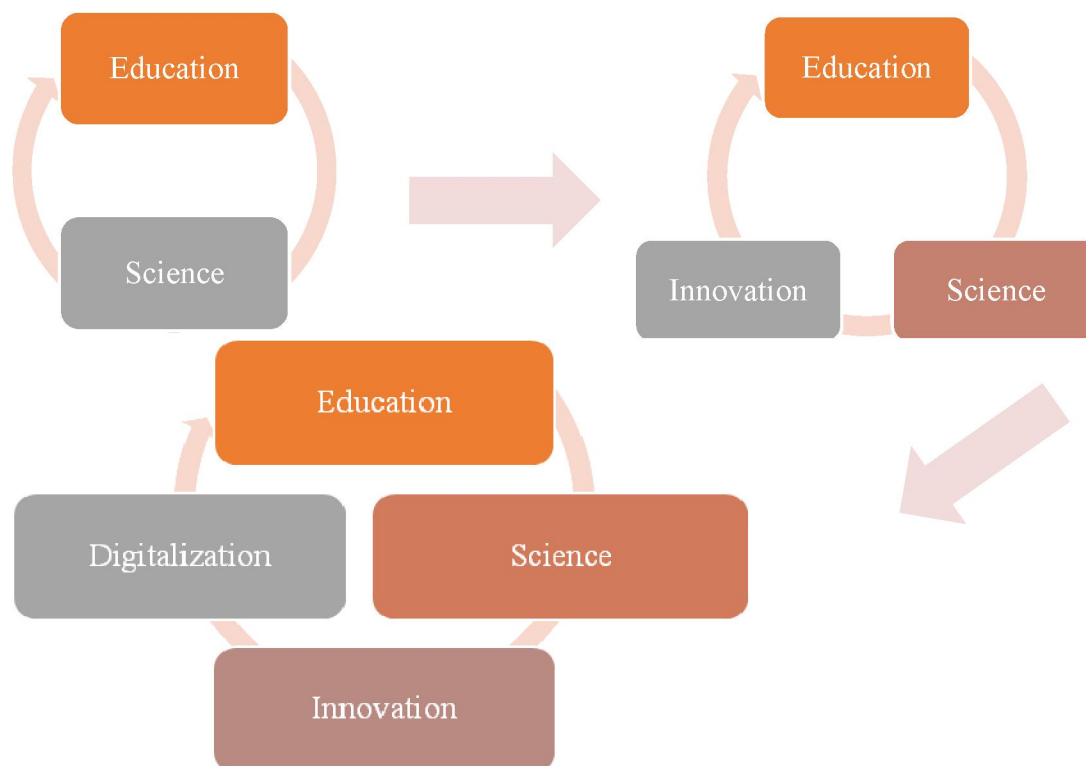 Education
Science
Education
Innovation
Science
Education
Digitalization
Science
Innovation